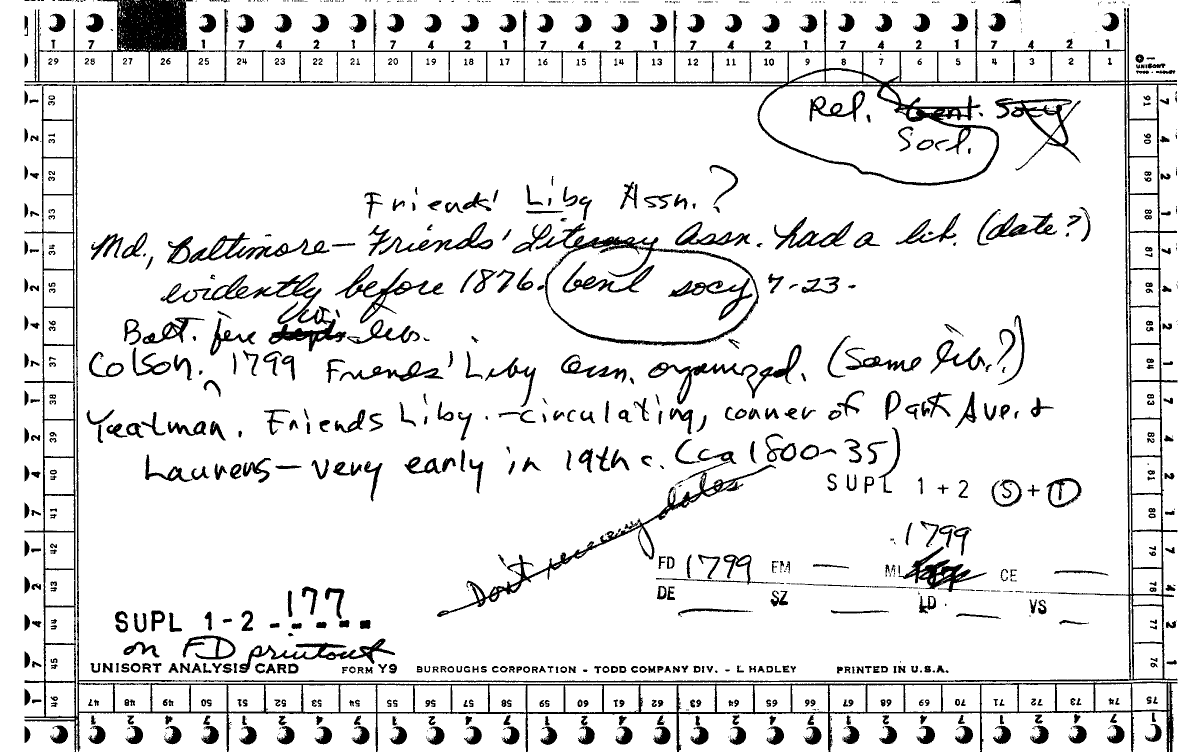 7 1 7 4 2 1 7 4 2 1 7 4 2 1 7 4 2 1 7 4 2 1 7 4 2 1
29 28 27 26 25 24 23 22 21 20 19 18 17 16 15 14 13 12 11 10 9 8 7 6 5 4 3 2 1
UNISORT
TODD - HADLEY
Rel. Gent. Socy
Socl.
Friends' Liby Assn.?
Md., Baltimore— Friends' Literary Assn. had a lib. (date?)
evidently before 1876. benl socy 7-23-
Balt. libs.
Colson. 1799 Friends' Liby Assn. organized. (Same lib.?)
Yeatman. Friends Liby.—circulating, corner of Park Ave. &
Laurens— very early in 19th c. (ca 1800-35)
SUPL 1+2 S + T
Don't dates
1799
FD 1799 EM — ML CE —
DE SZ LD VS
SUPL 1-2 177
on FD printout
UNISORT ANALYSIS CARD FORM Y9 BURROUGHS CORPORATION - TODD COMPANY DIV. - L HADLEY PRINTED IN U.S.A.
30 31 32 33 34 35 36 37 38 39 40 41 42 43 44 45 46
91 90 89 88 87 86 85 84 83 82 81 80 79 78 77 76 75
47 48 49 50 51 52 53 54 55 56 57 58 59 60 61 62 63 64 65 66 67 68 69 70 71 72 73 74